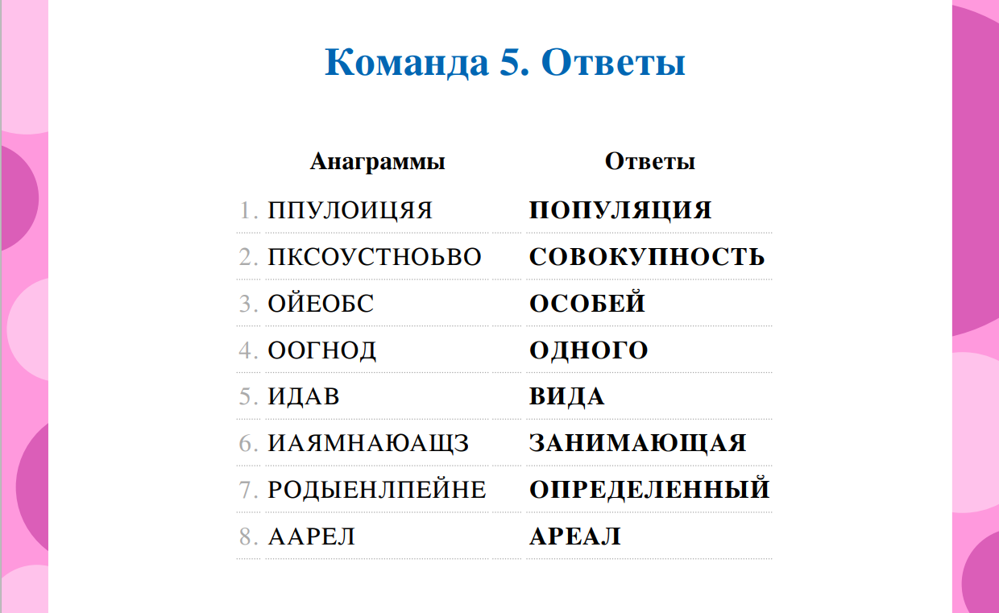 Команда 5. Ответы
Анаграммы Ответы
1. ППУЛОИЦЯЯ ПОПУЛЯЦИЯ
2. ПКСОУСТНОЬВО СОВОКУПНОСТЬ
3. ОЙЕОБС ОСОБЕЙ
4. ООГНОД ОДНОГО
5. ИДАВ ВИДА
6. ИАЯМНАЮАЩЗ ЗАНИМАЮЩАЯ
7. РОДЫЕНЛПЕЙНЕ ОПРЕДЕЛЕННЫЙ
8. ААРЕЛ АРЕАЛ